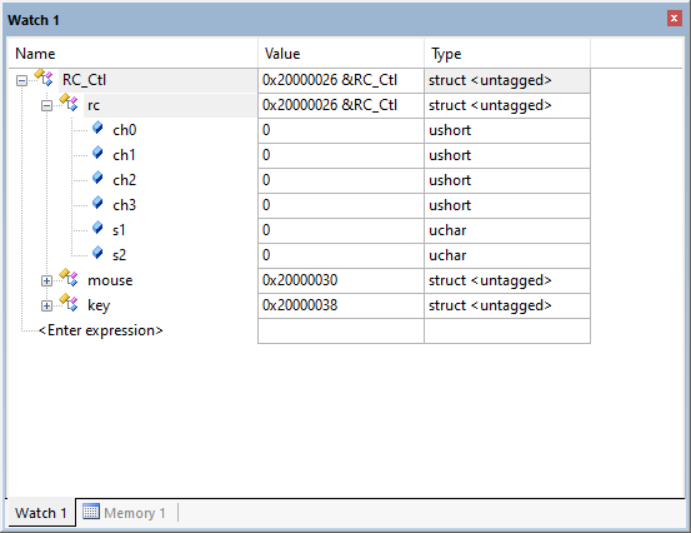 Watch 1
Name Value Type
RC_Ctl 0x20000026 &RC_Ctl struct <untagged>
rc 0x20000026 &RC_Ctl struct <untagged>
ch0 0 ushort
ch1 0 ushort
ch2 0 ushort
ch3 0 ushort
s1 0 uchar
s2 0 uchar
mouse 0x20000030 struct <untagged>
key 0x20000038 struct <untagged>
<Enter expression>
Watch 1 Memory 1